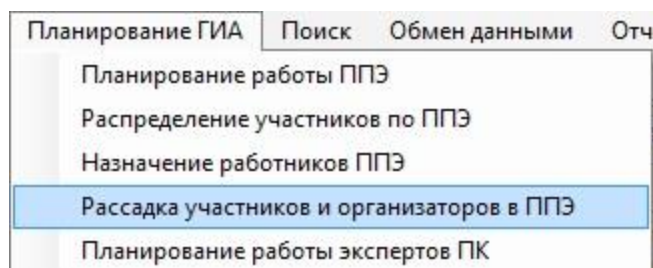 Планирование ГИА Поиск Обмен данными Отч
Планирование работы ППЭ
Распределение участников по ППЭ
Назначение работников ППЭ
Рассадка участников и организаторов в ППЭ
Планирование работы экспертов ПК